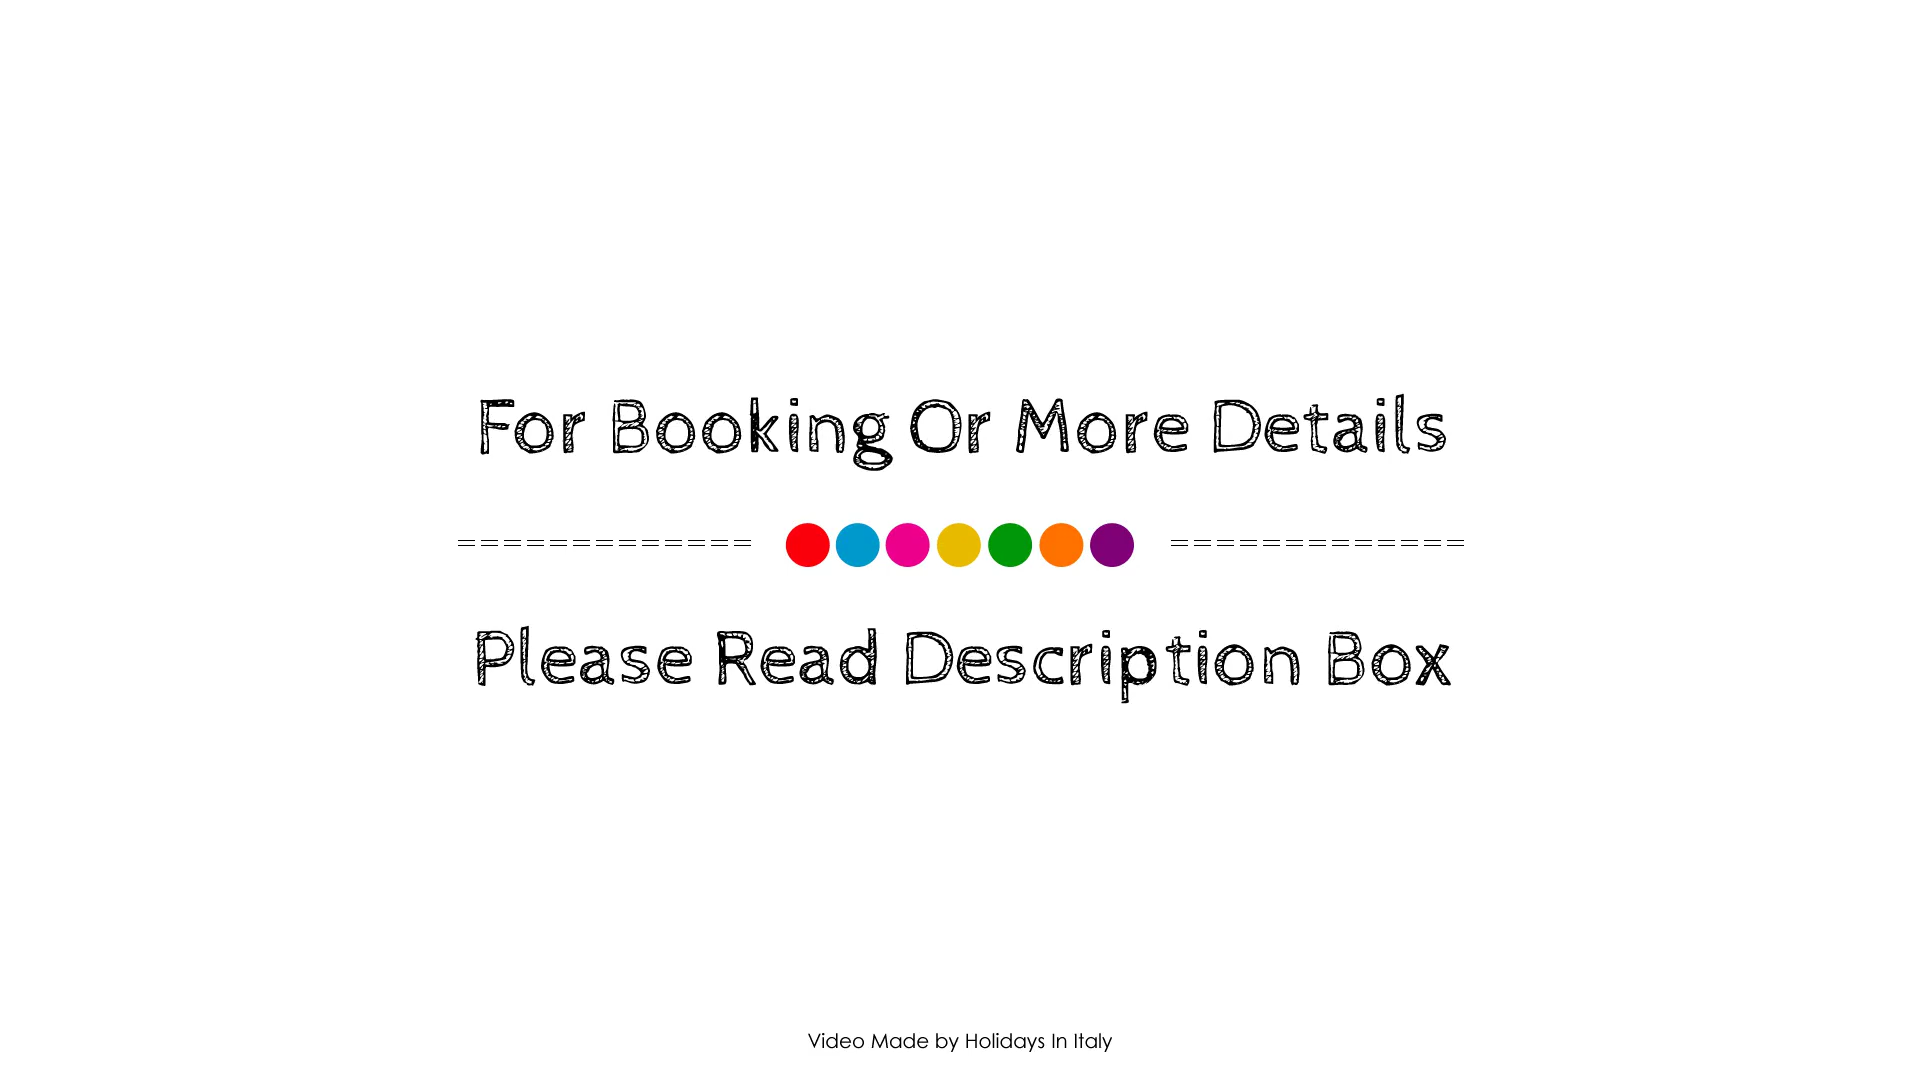 For Booking Or More Details
============= =============
Please Read Description Box
Video Made by Holidays In Italy